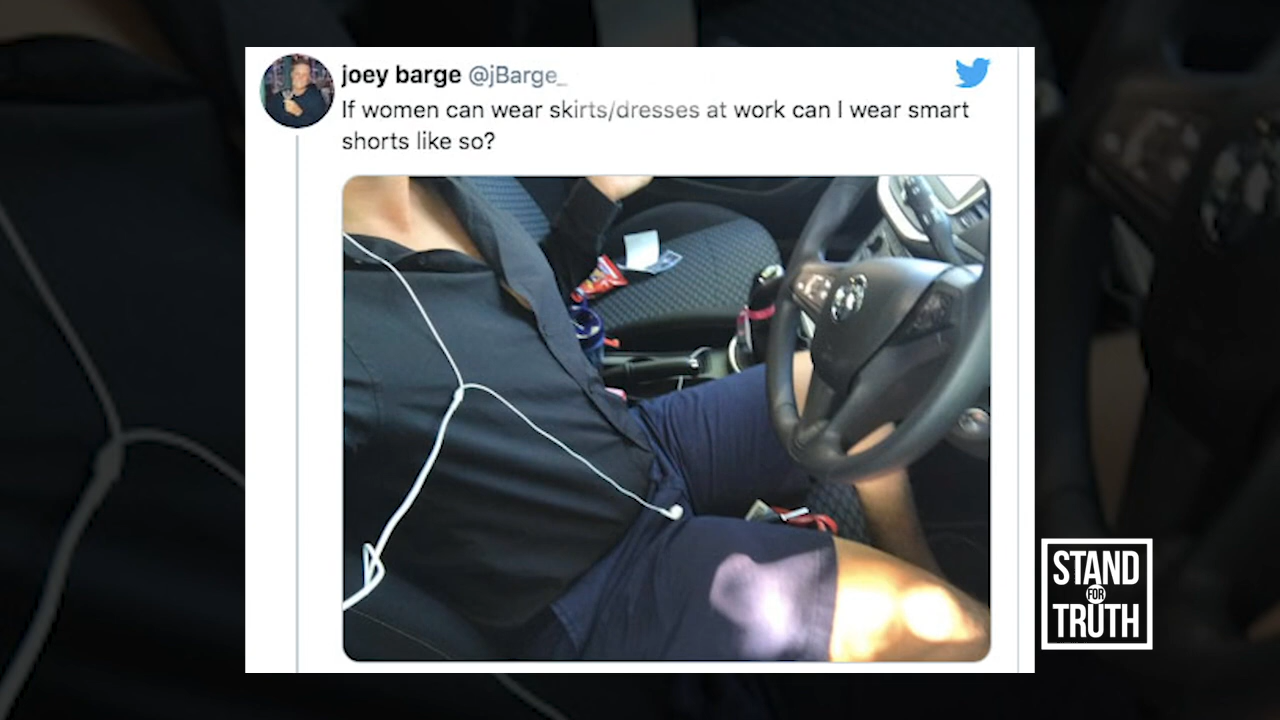 joey barge @jBarge_
If women can wear skirts/dresses at work can I wear smart
shorts like so?
STAND
FOR
TRUTH